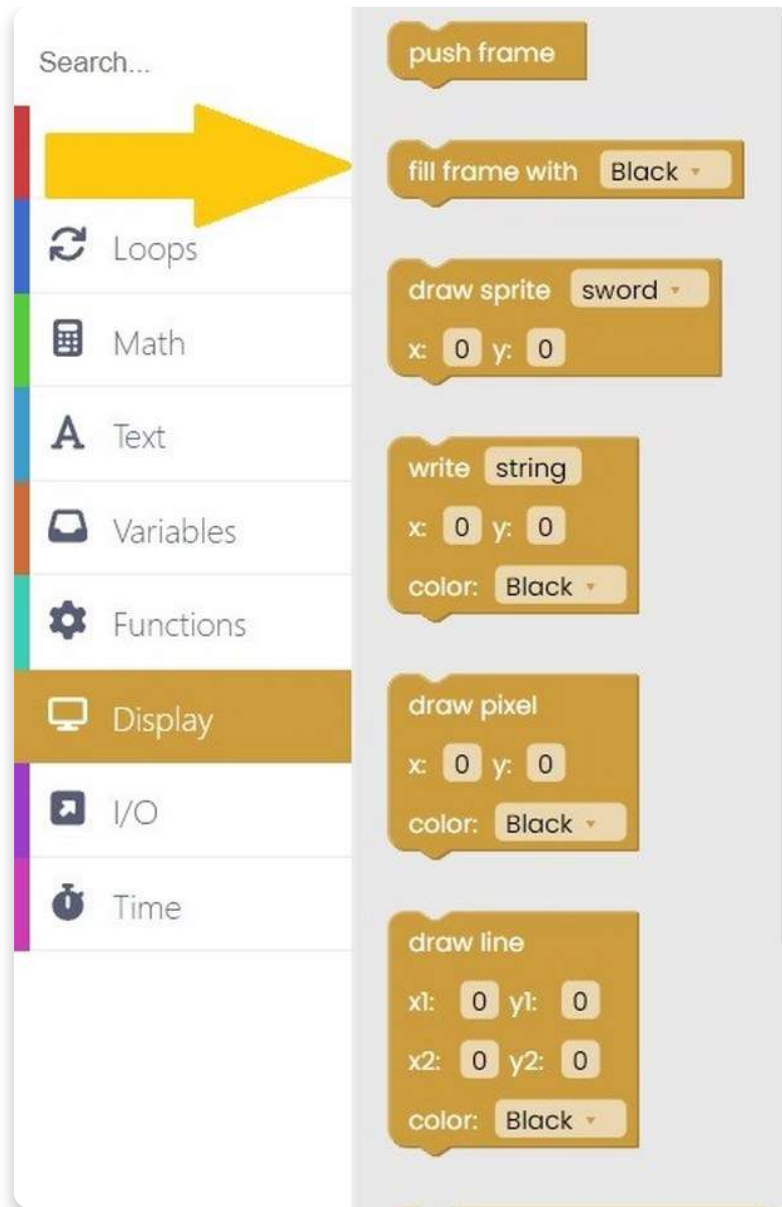 Search...
Loops
Math
Text
Variables
Functions
Display
I/O
Time
push frame
fill frame with Black
draw sprite sword
x: 0 y: 0
write string
x: 0 y: 0
color: Black
draw pixel
x: 0 y: 0
color: Black
draw line
x1: 0 y1: 0
x2: 0 y2: 0
color: Black